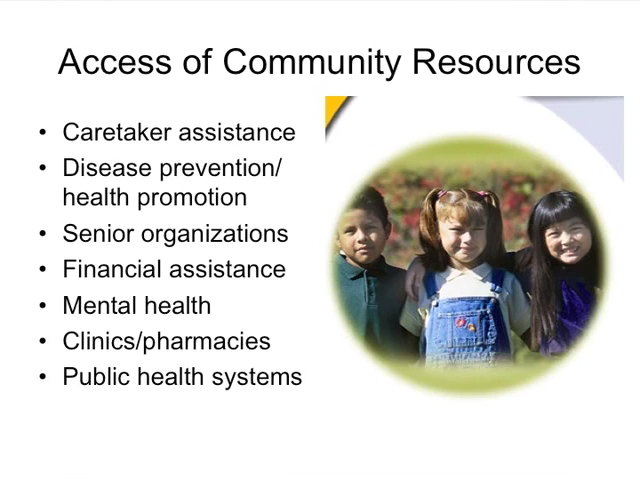 Access of Community Resources
• Caretaker assistance
• Disease prevention/
health promotion
• Senior organizations
• Financial assistance
• Mental health
• Clinics/pharmacies
• Public health systems